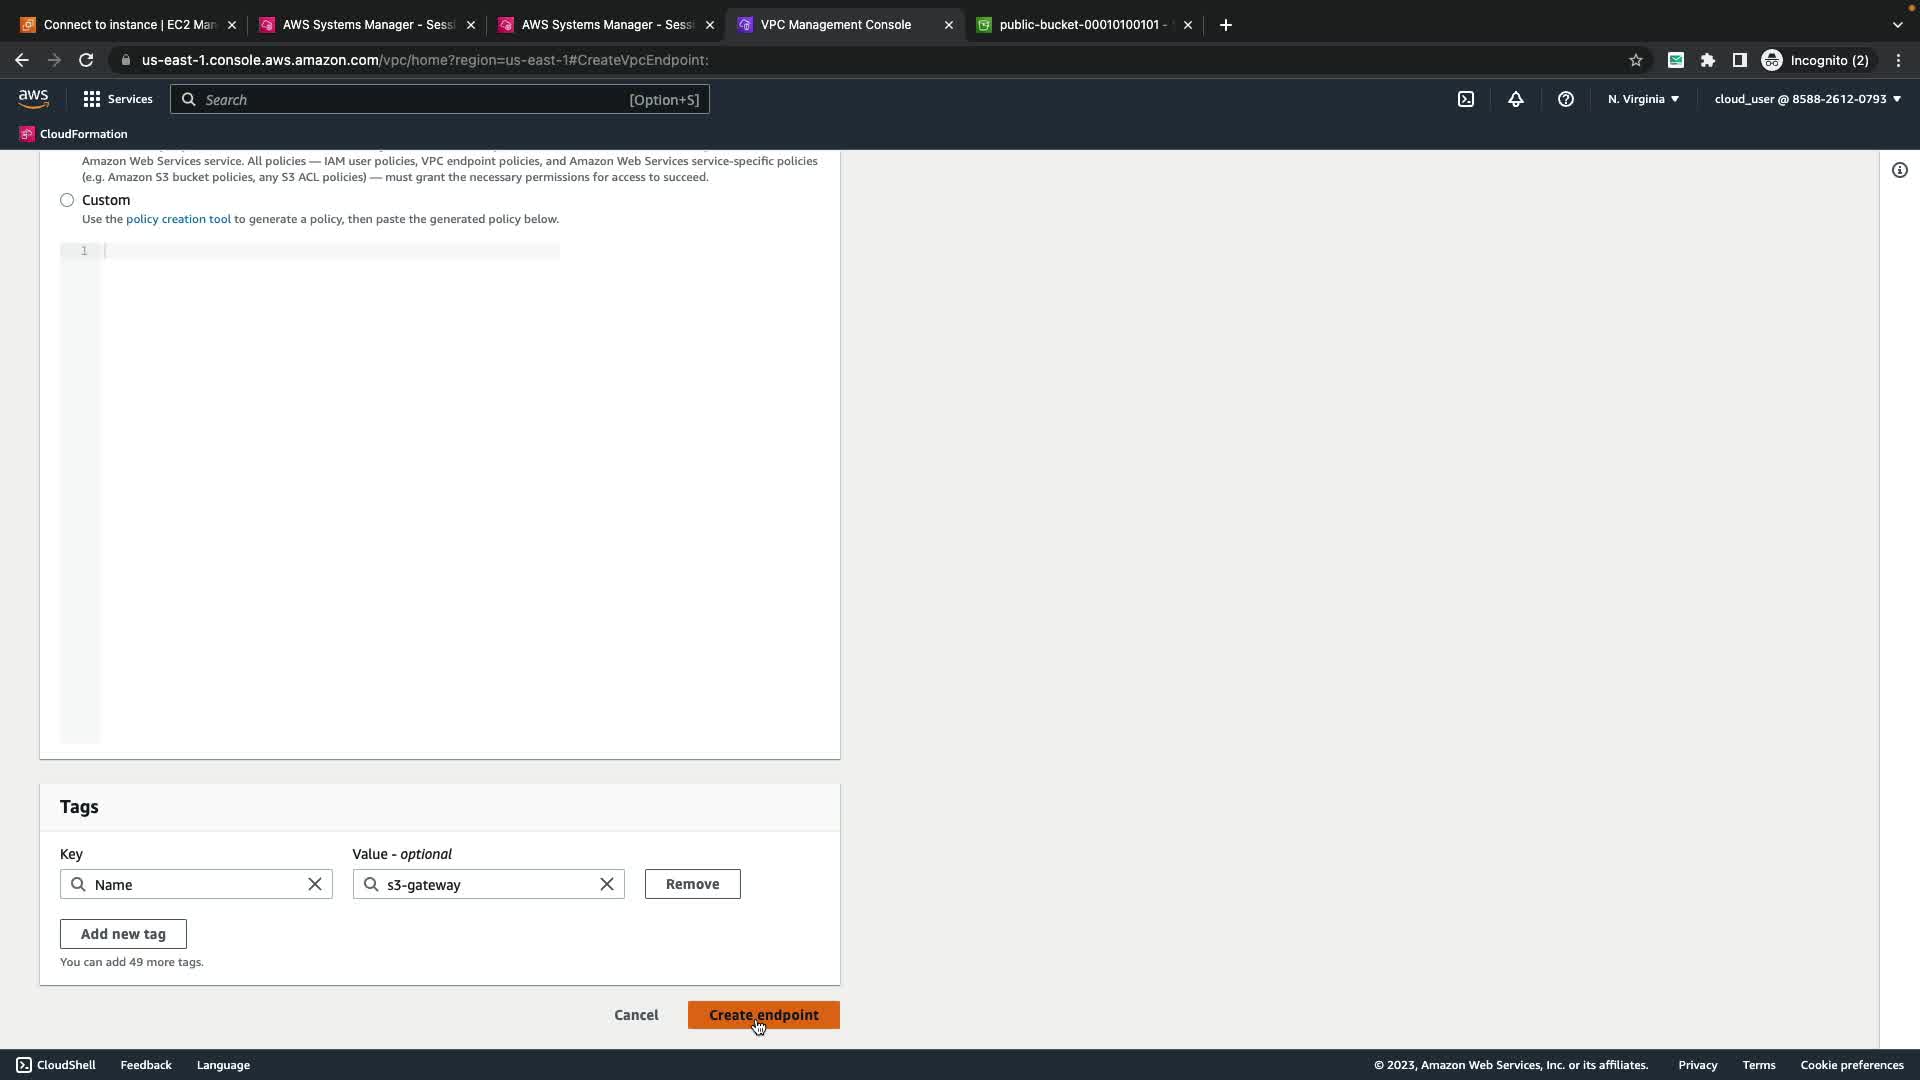 Connect to instance | EC2 Man
AWS Systems Manager - Sessi
AWS Systems Manager - Sessi
VPC Management Console
public-bucket-00010100101 -
us-east-1.console.aws.amazon.com/vpc/home?region=us-east-1#CreateVpcEndpoint:
Incognito (2)
aws
Services
Search
[Option+S]
N. Virginia
cloud_user @ 8588-2612-0793
CloudFormation
Amazon Web Services service. All policies — IAM user policies, VPC endpoint policies, and Amazon Web Services service-specific policies
(e.g. Amazon S3 bucket policies, any S3 ACL policies) — must grant the necessary permissions for access to succeed.
Custom
Use the policy creation tool to generate a policy, then paste the generated policy below.
1
Tags
Key
Value - optional
Name
s3-gateway
Remove
Add new tag
You can add 49 more tags.
Cancel
Create endpoint
CloudShell
Feedback
Language
© 2023, Amazon Web Services, Inc. or its affiliates.
Privacy
Terms
Cookie preferences